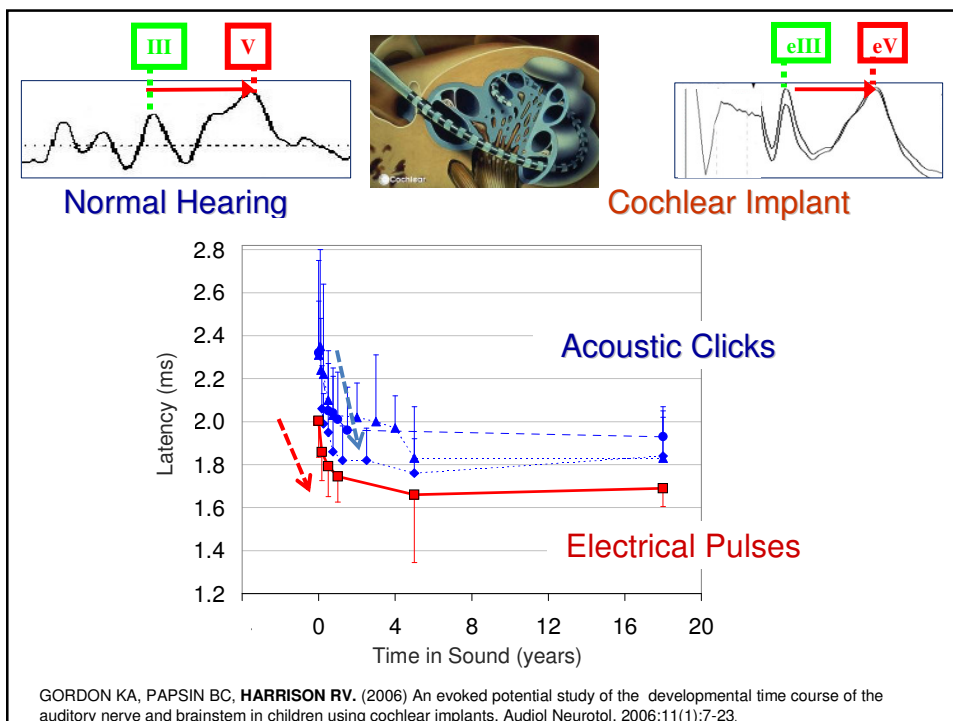 III V
eIII eV
Cochlear
Normal Hearing
Cochlear Implant
2.8
2.6
2.4
2.2
2.0
1.8
1.6
1.4
1.2
Latency (ms)
Acoustic Clicks
Electrical Pulses
0 4 8 12 16 20
Time in Sound (years)
GORDON KA, PAPSIN BC, HARRISON RV. (2006) An evoked potential study of the developmental time course of the
auditory nerve and brainstem in children using cochlear implants. Audiol Neurotol. 2006;11(1):7-23.